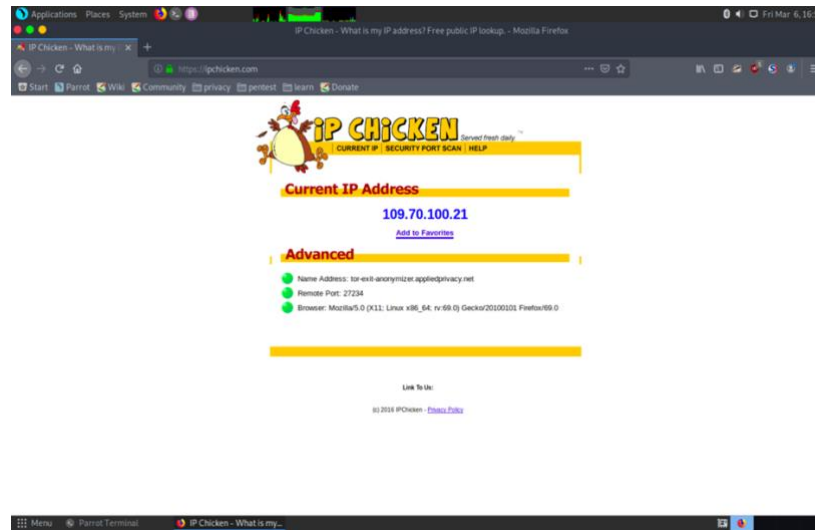 Applications Places System
Fri Mar 6, 16:
IP Chicken - What is my IP address? Free public IP lookup. - Mozilla Firefox
IP Chicken - What is my
https://ipchicken.com
Start Parrot Wiki Community privacy pentest learn Donate
IP CHICKEN Served fresh daily. ™
CURRENT IP | SECURITY PORT SCAN | HELP
Current IP Address
109.70.100.21
Add to Favorites
Advanced
Name Address: tor-exit-anonymizer.appliedprivacy.net
Remote Port: 27234
Browser: Mozilla/5.0 (X11; Linux x86_64; rv:69.0) Gecko/20100101 Firefox/69.0
Link To Us:
(c) 2016 IPChicken - Privacy Policy
Menu Parrot Terminal IP Chicken - What is my...